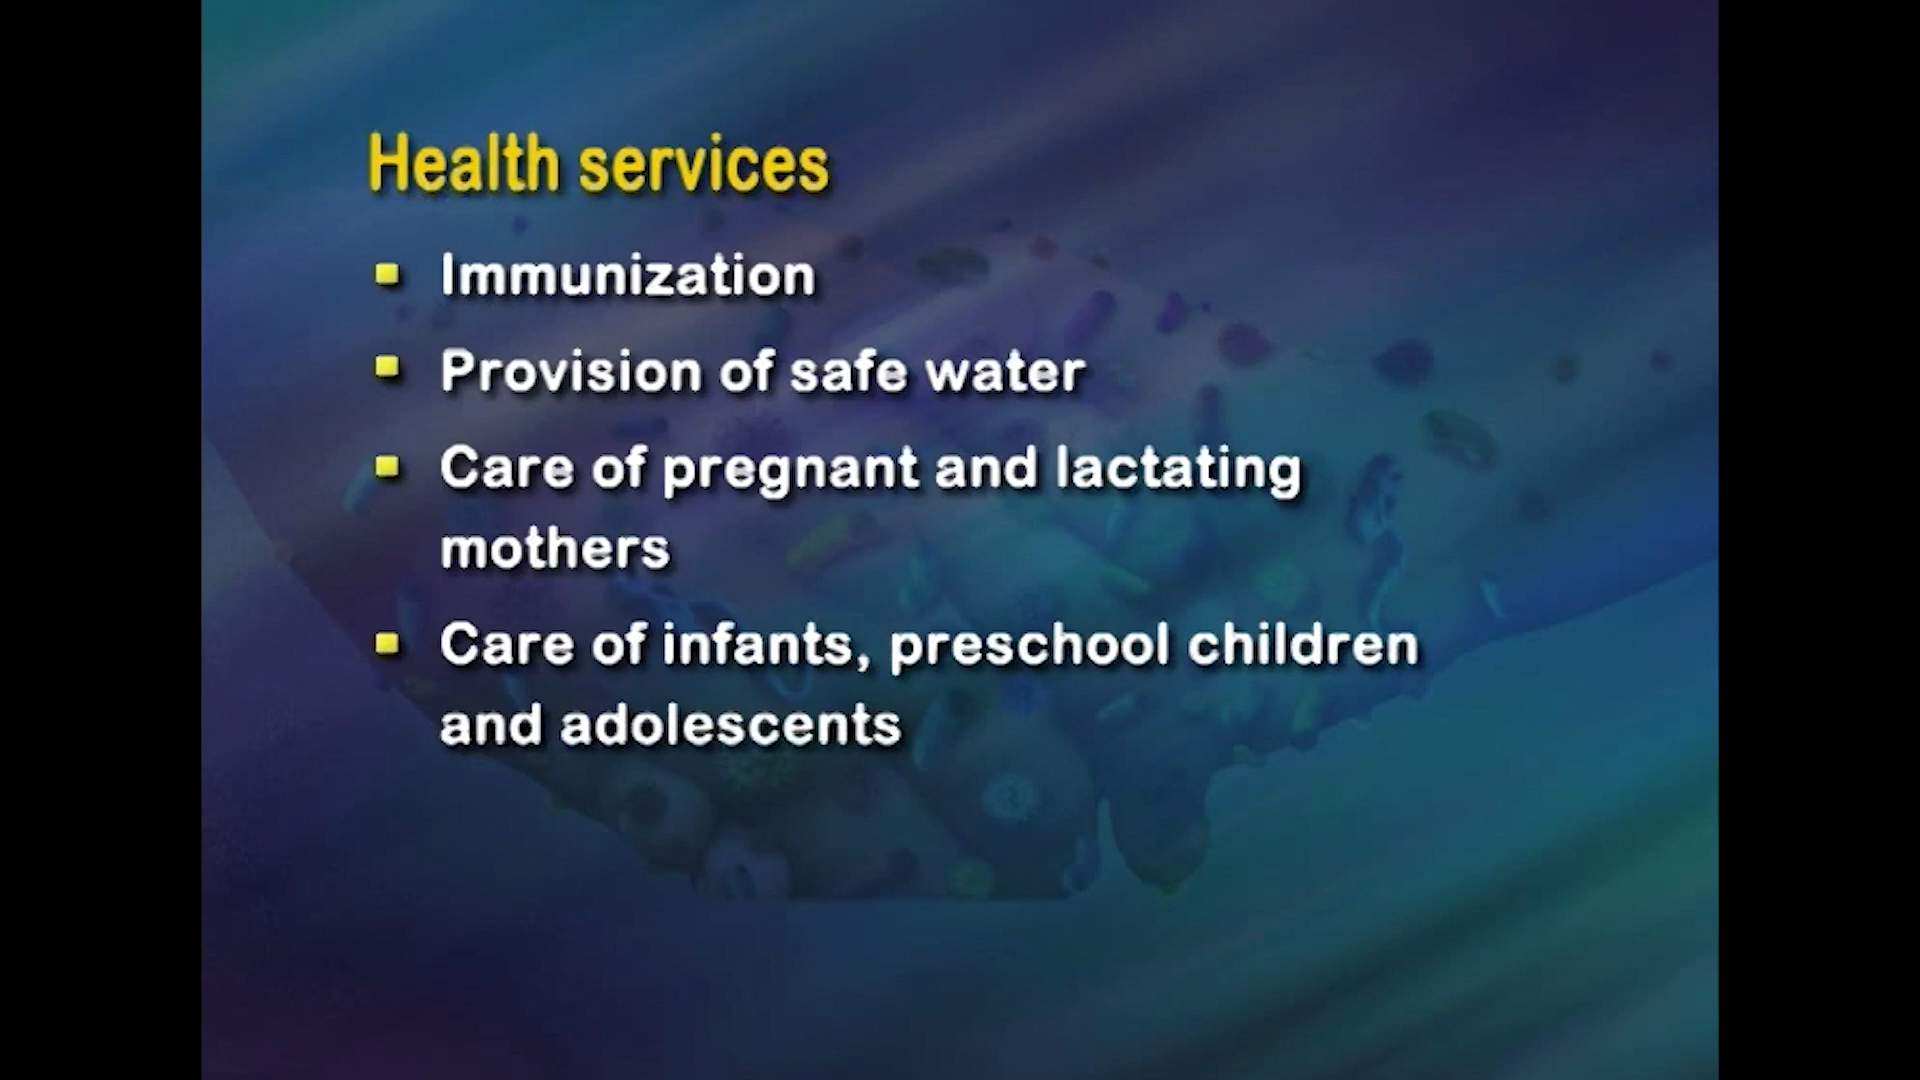 Health services
Immunization
Provision of safe water
Care of pregnant and lactating
mothers
Care of infants, preschool children
and adolescents